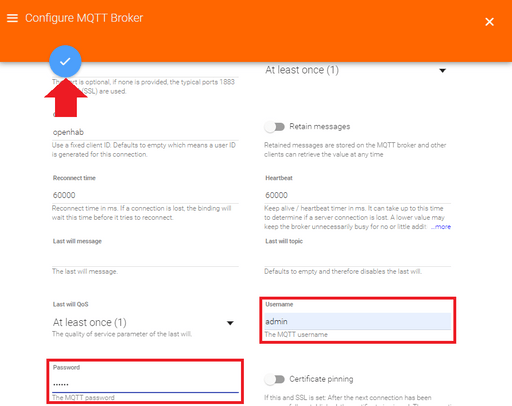 Configure MQTT Broker
port is optional, if none is provided, the typical ports 1883
(SSL) are used.
At least once (1)
openhab
Use a fixed client ID. Defaults to empty which means a user ID
is generated for this connection.
Retain messages
Retained messages are stored on the MQTT broker and other
clients can retrieve the value at any time
Reconnect time
60000
Reconnect time in ms. If a connection is lost, the binding will
wait this time before it tries to reconnect.
Heartbeat
60000
Keep alive / heartbeat timer in ms. It can take up to this time
to determine if a server connection is lost. A lower value may
keep the broker unnecessarily busy for no or little addit ...more
Last will message
The last will message.
Last will topic
Defaults to empty and therefore disables the last will.
Last will QoS
At least once (1)
The quality of service parameter of the last will.
Username
admin
The MQTT username
Password
......
The MQTT password
Certificate pinning
If this and SSL is set: After the next connection has